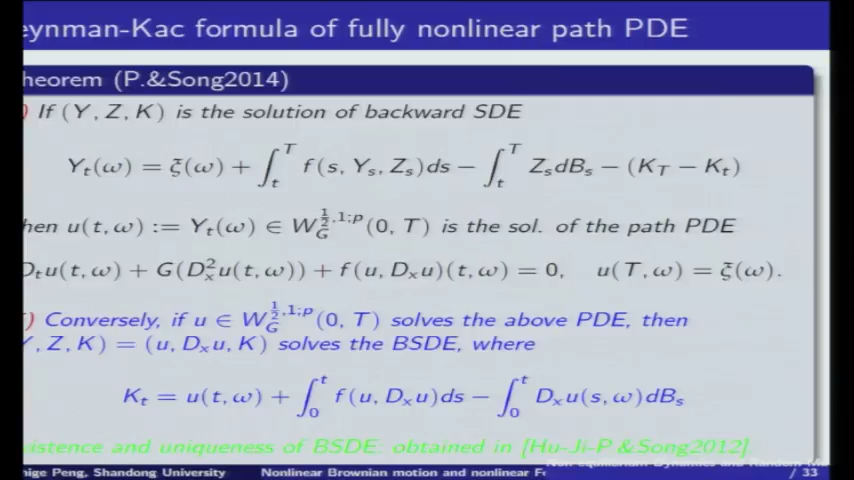 eynman-Kac formula of fully nonlinear path PDE
heorem (P.&Song2014)
) If (Y, Z, K) is the solution of backward SDE
Y_t(ω) = ξ(ω) + ∫_t^T f(s, Y_s, Z_s)ds − ∫_t^T Z_s dB_s − (K_T − K_t)
hen u(t, ω) := Y_t(ω) ∈ W_G^{1/2,1;p}(0, T) is the sol. of the path PDE
D_t u(t, ω) + G(D_x^2 u(t, ω)) + f(u, D_x u)(t, ω) = 0, u(T, ω) = ξ(ω).
) Conversely, if u ∈ W_G^{1/2,1;p}(0, T) solves the above PDE, then
Y, Z, K) = (u, D_x u, K) solves the BSDE, where
K_t = u(t, ω) + ∫_0^t f(u, D_x u)ds − ∫_0^t D_x u(s, ω)dB_s
istence and uniqueness of BSDE: obtained in [Hu-Ji-P.&Song2012]
hige Peng, Shandong University Nonlinear Brownian motion and nonlinear Fe / 33